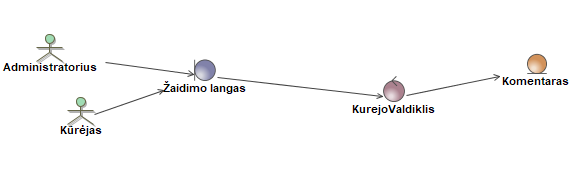 Administratorius
Žaidimo langas
Komentaras
KurejoValdiklis
Kūrėjas